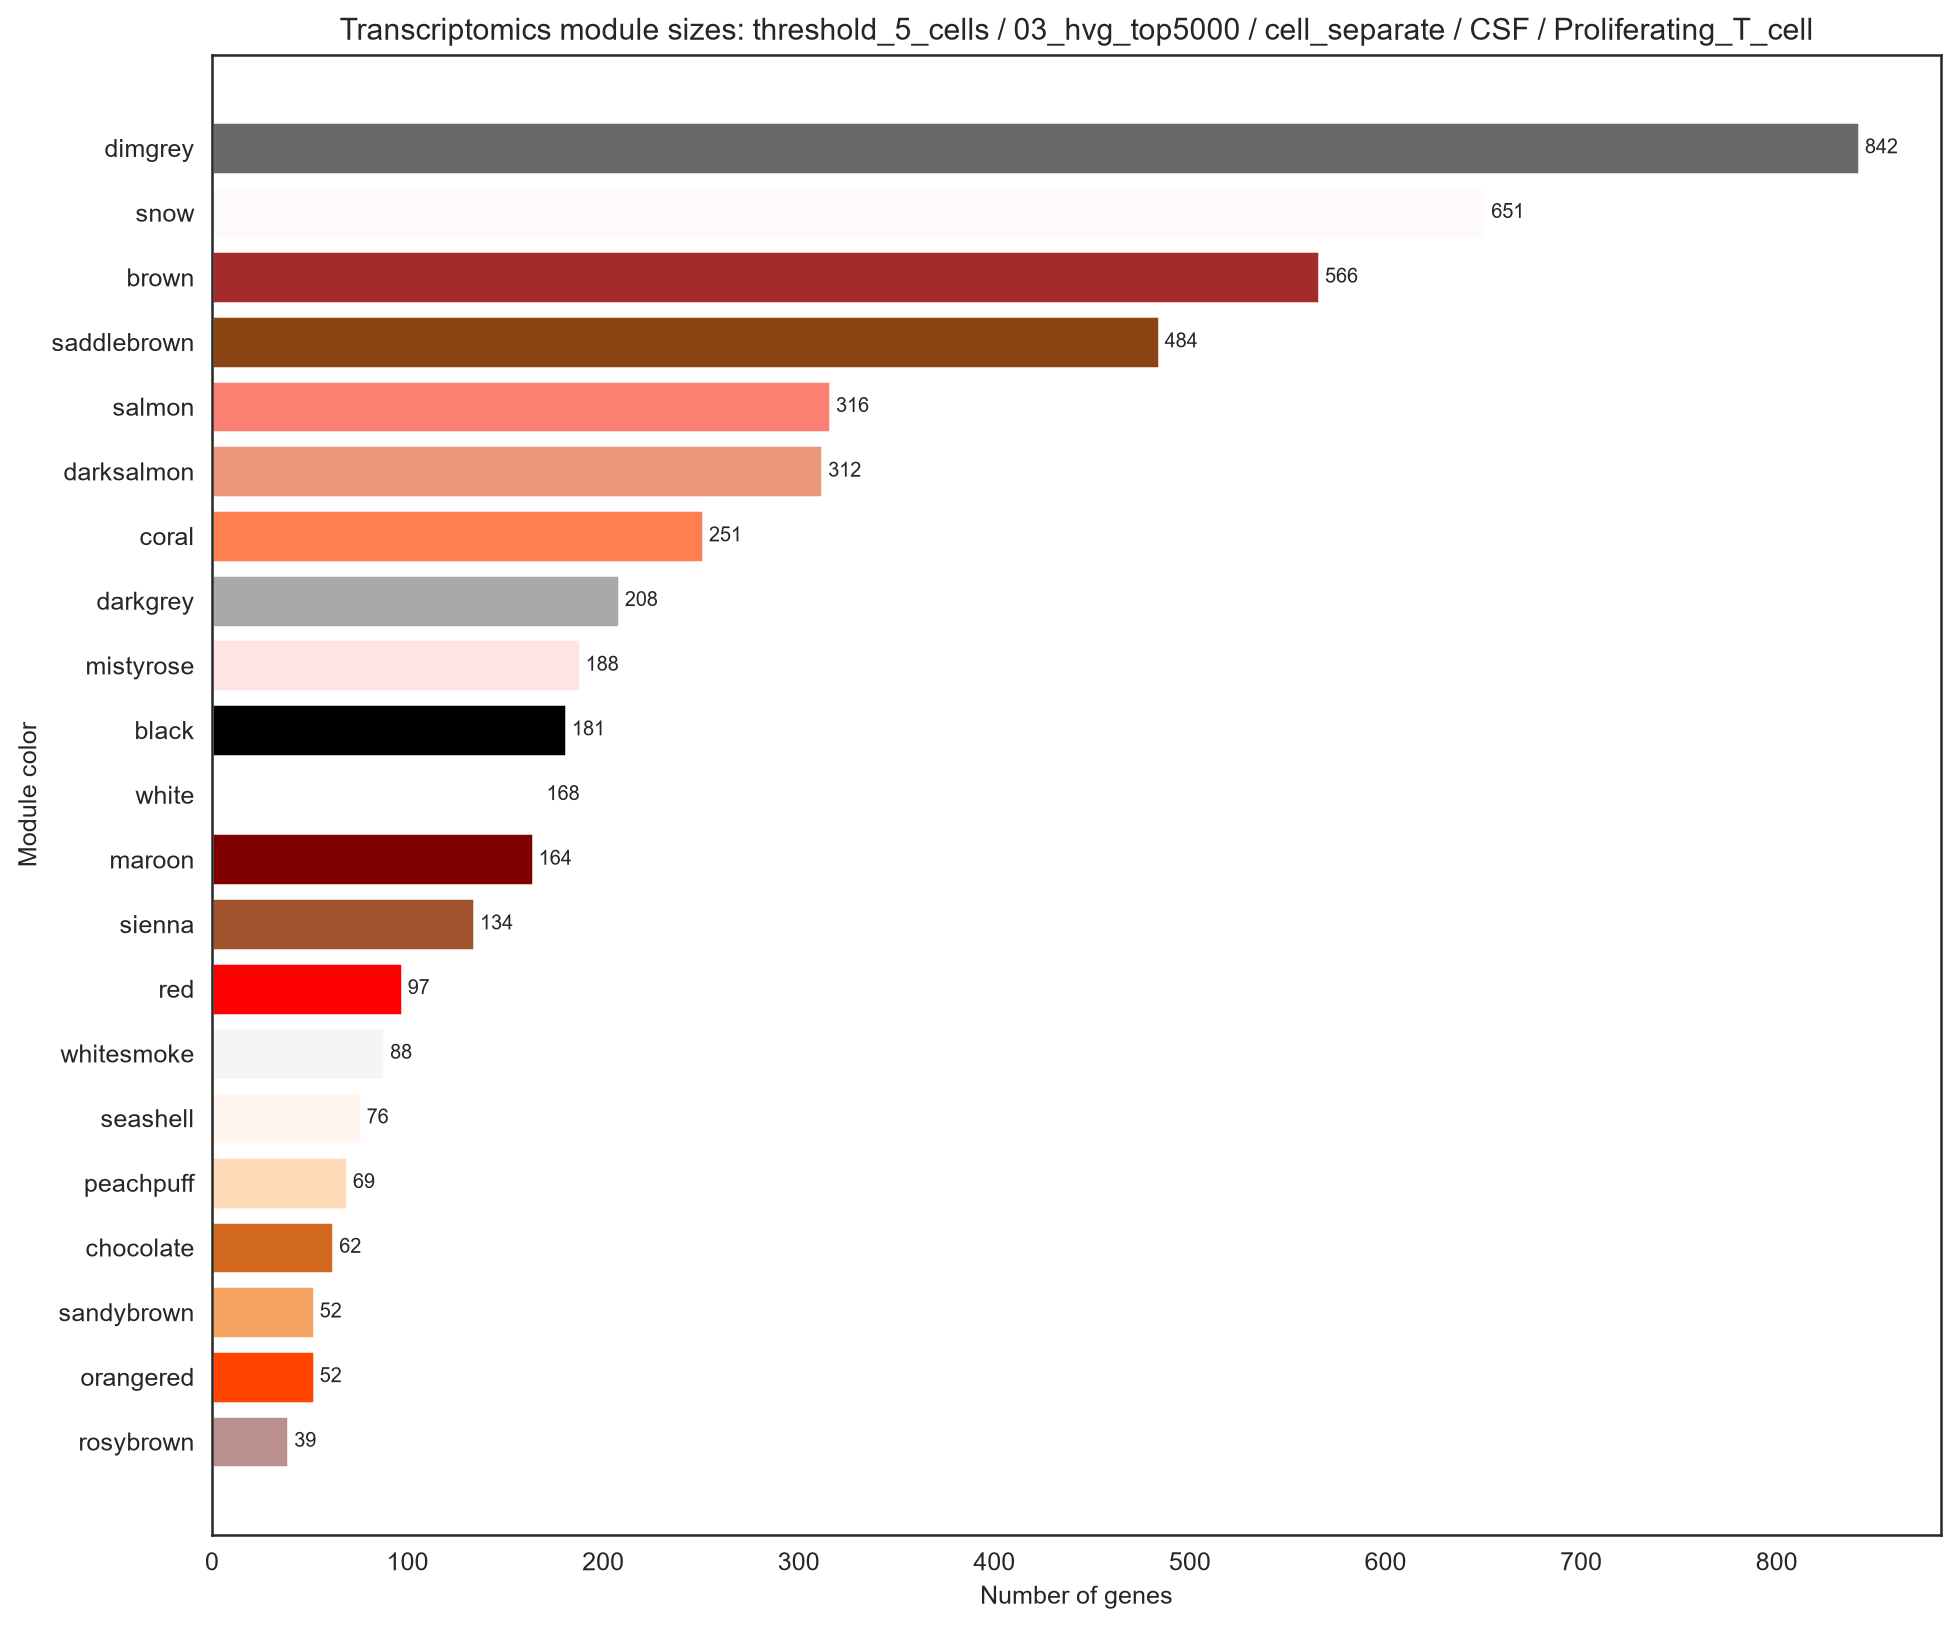 Transcriptomics module sizes: threshold_5_cells / 03_hvg_top5000 / cell_separate / CSF / Proliferating_T_cell
Module color
dimgrey 842
snow 651
brown 566
saddlebrown 484
salmon 316
darksalmon 312
coral 251
darkgrey 208
mistyrose 188
black 181
white 168
maroon 164
sienna 134
red 97
whitesmoke 88
seashell 76
peachpuff 69
chocolate 62
sandybrown 52
orangered 52
rosybrown 39
0 100 200 300 400 500 600 700 800
Number of genes